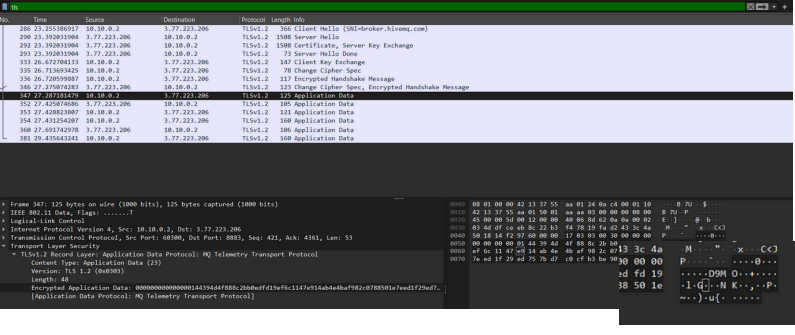 tls
No. Time Source Destination Protocol Length Info
286 23.255386917 10.10.0.2 3.77.223.206 TLSv1.2 366 Client Hello (SNI=broker.hivemq.com)
290 23.392031904 3.77.223.206 10.10.0.2 TLSv1.2 1508 Server Hello
292 23.392031904 3.77.223.206 10.10.0.2 TLSv1.2 1508 Certificate, Server Key Exchange
293 23.392031904 3.77.223.206 10.10.0.2 TLSv1.2 73 Server Hello Done
333 26.672704133 10.10.0.2 3.77.223.206 TLSv1.2 147 Client Key Exchange
335 26.713693425 10.10.0.2 3.77.223.206 TLSv1.2 78 Change Cipher Spec
336 26.720599887 10.10.0.2 3.77.223.206 TLSv1.2 117 Encrypted Handshake Message
346 27.275074283 3.77.223.206 10.10.0.2 TLSv1.2 123 Change Cipher Spec, Encrypted Handshake Message
347 27.287181479 10.10.0.2 3.77.223.206 TLSv1.2 125 Application Data
352 27.425074686 3.77.223.206 10.10.0.2 TLSv1.2 105 Application Data
353 27.428823807 10.10.0.2 3.77.223.206 TLSv1.2 121 Application Data
354 27.431254207 10.10.0.2 3.77.223.206 TLSv1.2 160 Application Data
360 27.691742978 3.77.223.206 10.10.0.2 TLSv1.2 106 Application Data
381 29.435643241 10.10.0.2 3.77.223.206 TLSv1.2 160 Application Data
Frame 347: 125 bytes on wire (1000 bits), 125 bytes captured (1000 bits)
IEEE 802.11 Data, Flags: .......T
Logical-Link Control
Internet Protocol Version 4, Src: 10.10.0.2, Dst: 3.77.223.206
Transmission Control Protocol, Src Port: 60300, Dst Port: 8883, Seq: 421, Ack: 4361, Len: 53
Transport Layer Security
TLSv1.2 Record Layer: Application Data Protocol: MQ Telemetry Transport Protocol
Content Type: Application Data (23)
Version: TLS 1.2 (0x0303)
Length: 48
Encrypted Application Data: 0000000000000000144394d4f888c2bb0edfd19ef6c1147e914ab4e4baf982c0788501e7eed1f29ed7…
[Application Data Protocol: MQ Telemetry Transport Protocol]
0000 08 01 00 00 42 13 37 55 aa 01 24 0a c4 00 01 10
0010 42 13 37 55 aa 01 50 01 aa aa 03 00 00 00 08 00
0020 45 00 00 5d 00 12 00 00 40 06 8d 62 0a 0a 00 02
0030 03 4d df ce eb 8c 22 b3 f4 78 19 fa d2 43 3c 4a
0040 50 18 14 f2 97 60 00 00 17 03 03 00 30 00 00 00
0050 00 00 00 00 01 44 39 4d 4f 88 8c 2b b0
0060 ef 6c 11 47 e9 14 ab 4e 4b af 98 2c 07
0070 7e ed 1f 29 ed 75 7b d7 c0 cf b3 be 90
43 3c 4a
00 00 00
ed fd 19
88 50 1e